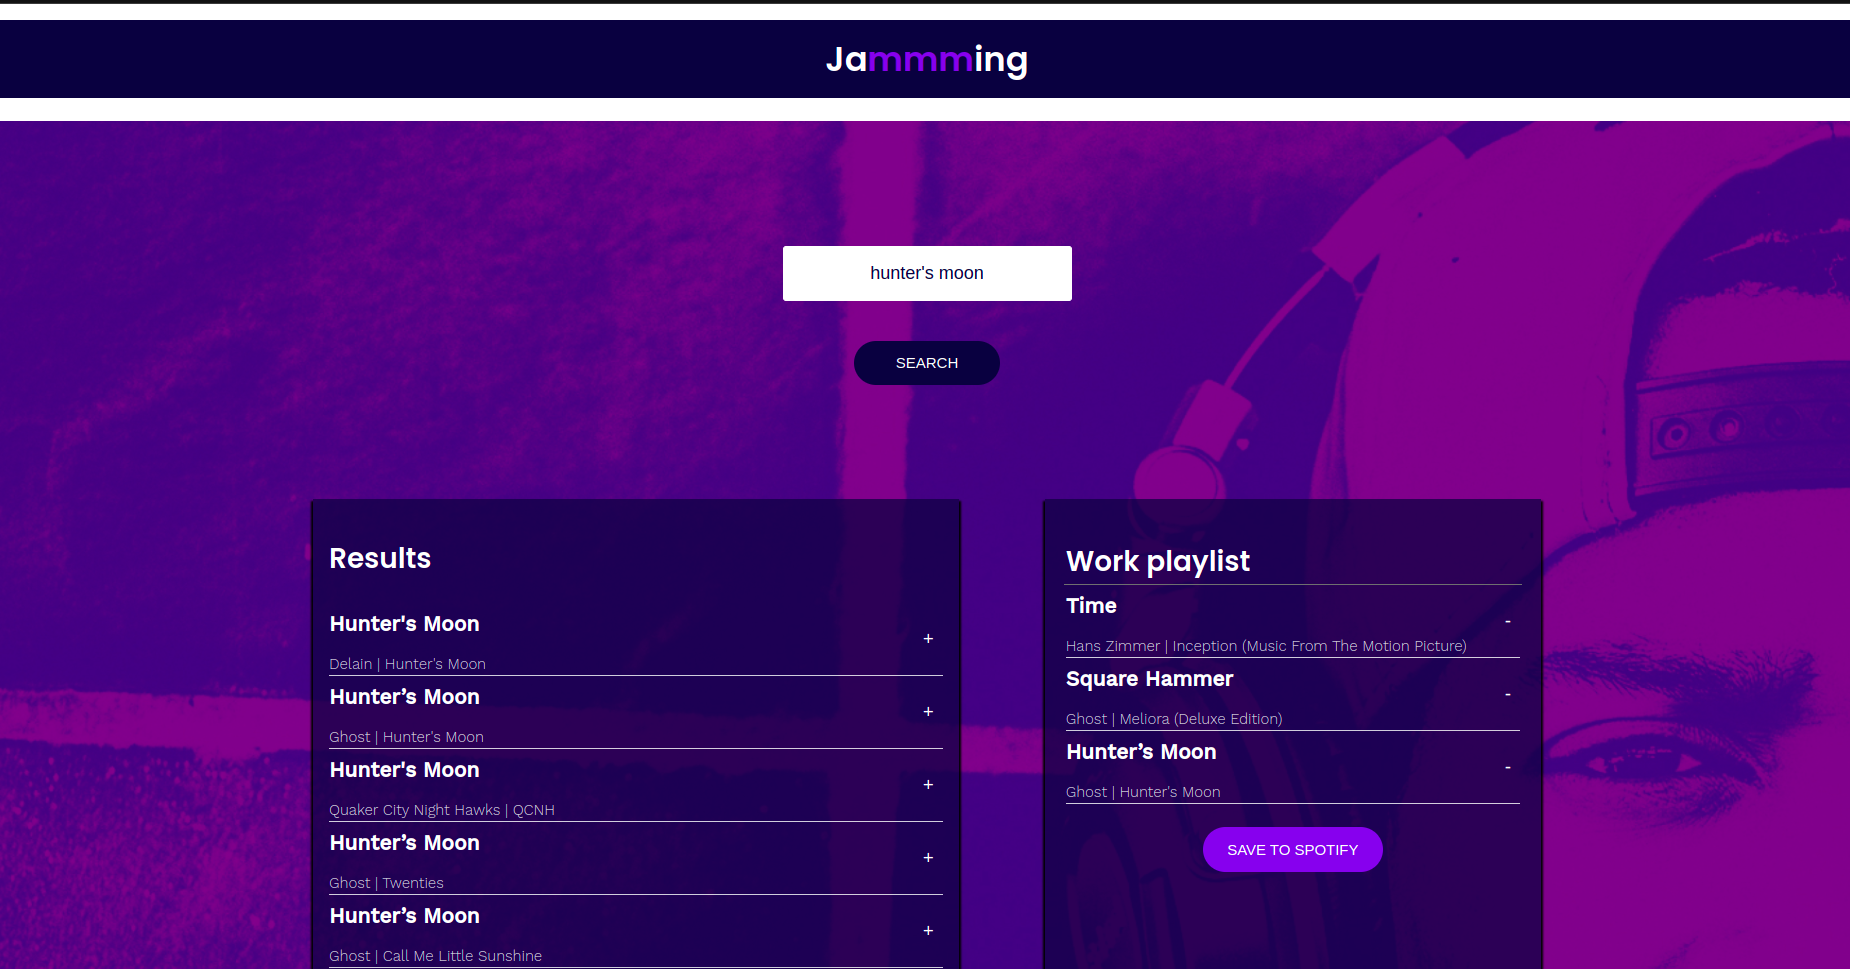 Jammming
hunter's moon
SEARCH
Results
Hunter's Moon
+
Delain | Hunter's Moon
Hunter’s Moon
+
Ghost | Hunter's Moon
Hunter's Moon
+
Quaker City Night Hawks | QCNH
Hunter’s Moon
+
Ghost | Twenties
Hunter’s Moon
+
Ghost | Call Me Little Sunshine
Work playlist
Time
-
Hans Zimmer | Inception (Music From The Motion Picture)
Square Hammer
-
Ghost | Meliora (Deluxe Edition)
Hunter’s Moon
-
Ghost | Hunter's Moon
SAVE TO SPOTIFY